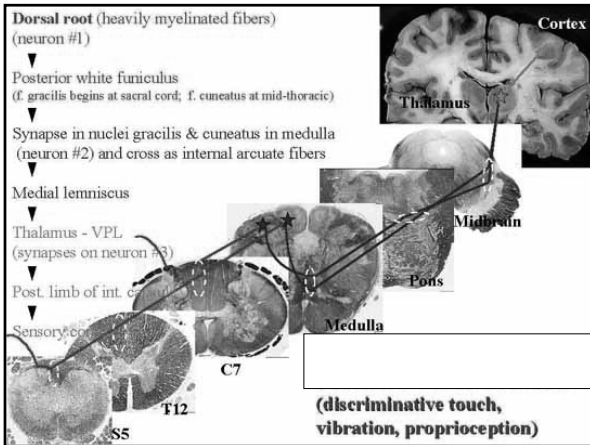 Dorsal root (heavily myelinated fibers)
(neuron #1)
Posterior white funiculus
(f. gracilis begins at sacral cord; f. cuneatus at mid-thoracic)
Synapse in nuclei gracilis & cuneatus in medulla
(neuron #2) and cross as internal arcuate fibers
Medial lemniscus
Thalamus - VPL
(synapses on neuron #3)
Post. limb of int. capsule
Sensory
Cortex
Thalamus
Midbrain
Pons
Medulla
C7
T12
S5
(discriminative touch,
vibration, proprioception)